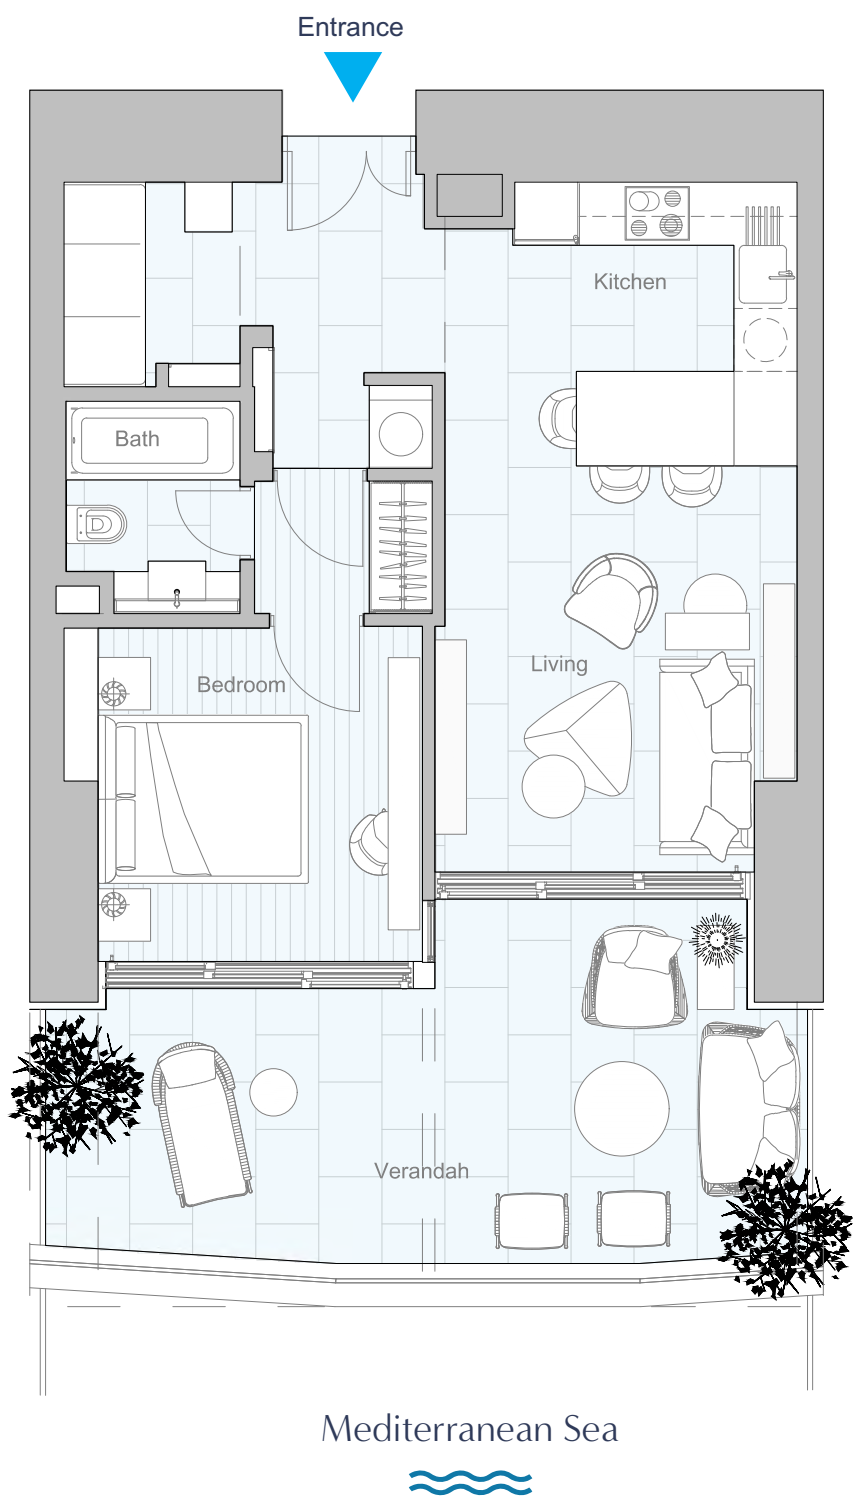 Entrance
Kitchen
Bath
Living
Bedroom
Verandah
Mediterranean Sea